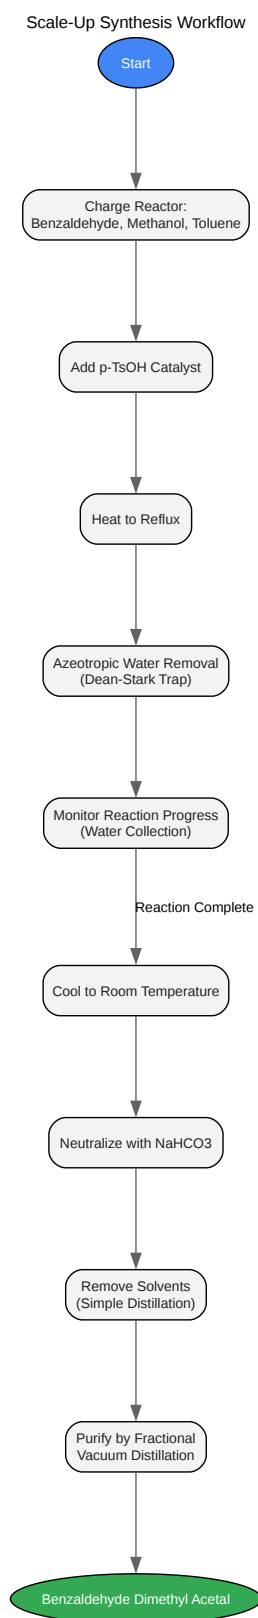 Scale-Up Synthesis Workflow
Start
Charge Reactor:
Benzaldehyde, Methanol, Toluene
Add p-TsOH Catalyst
Heat to Reflux
Azeotropic Water Removal
(Dean-Stark Trap)
Monitor Reaction Progress
(Water Collection)
Reaction Complete
Cool to Room Temperature
Neutralize with NaHCO3
Remove Solvents
(Simple Distillation)
Purify by Fractional
Vacuum Distillation
Benzaldehyde Dimethyl Acetal